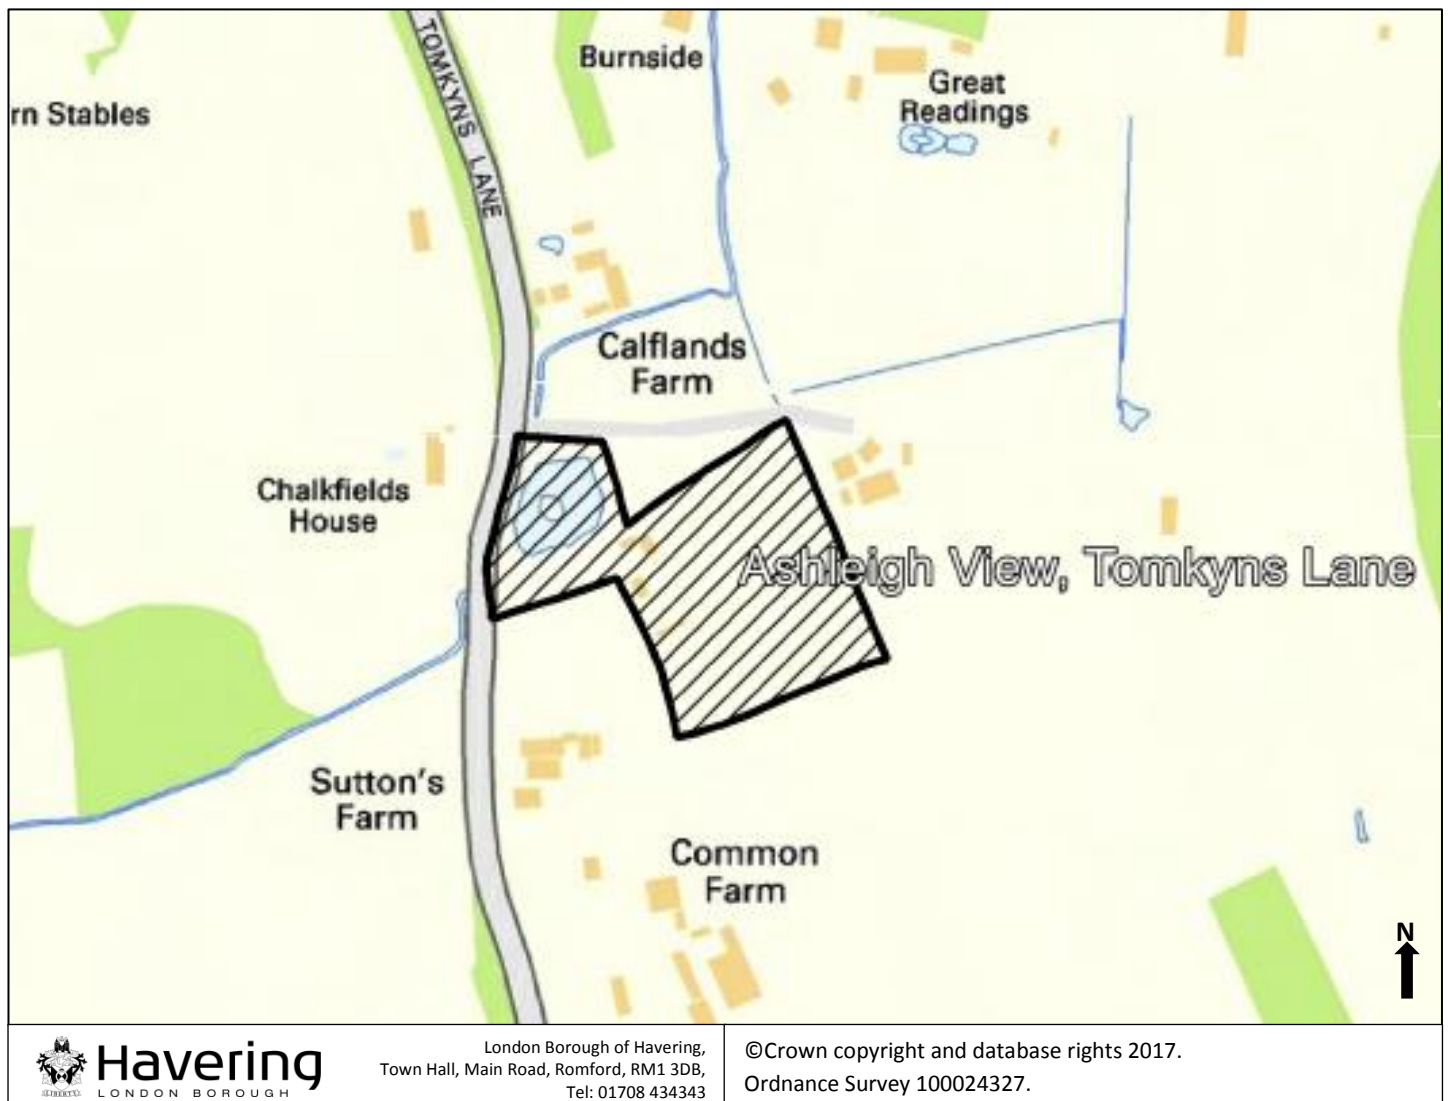 TOMKYNS LANE
Burnside
Great
Readings
rn Stables
Calflands
Farm
Chalkfields
House
Ashleigh View, Tomkyns Lane
Sutton's
Farm
Common
Farm
N
Havering
LONDON BOROUGH
LIBERTY
London Borough of Havering,
Town Hall, Main Road, Romford, RM1 3DB,
Tel: 01708 434343
©Crown copyright and database rights 2017.
Ordnance Survey 100024327.